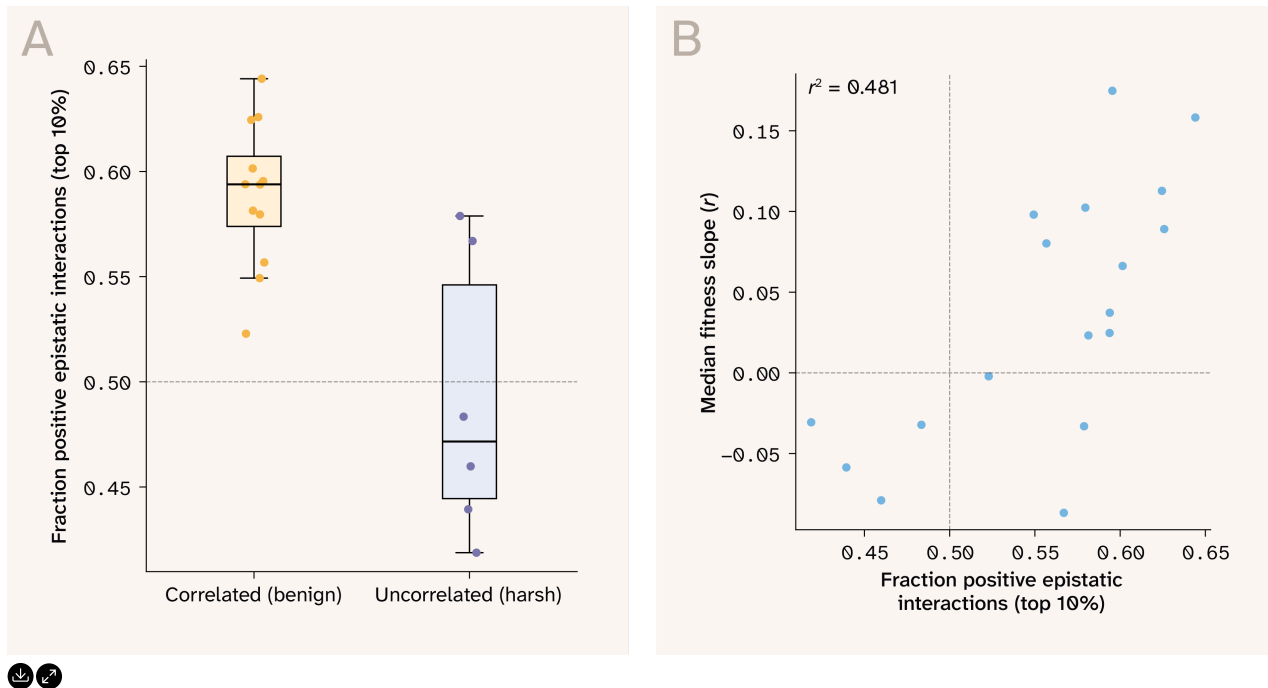 A
Fraction positive epistatic interactions (top 10%)
0.65
0.60
0.55
0.50
0.45
Correlated (benign)
Uncorrelated (harsh)
B
r² = 0.481
Median fitness slope (r)
0.15
0.10
0.05
0.00
−0.05
0.45
0.50
0.55
0.60
0.65
Fraction positive epistatic
interactions (top 10%)